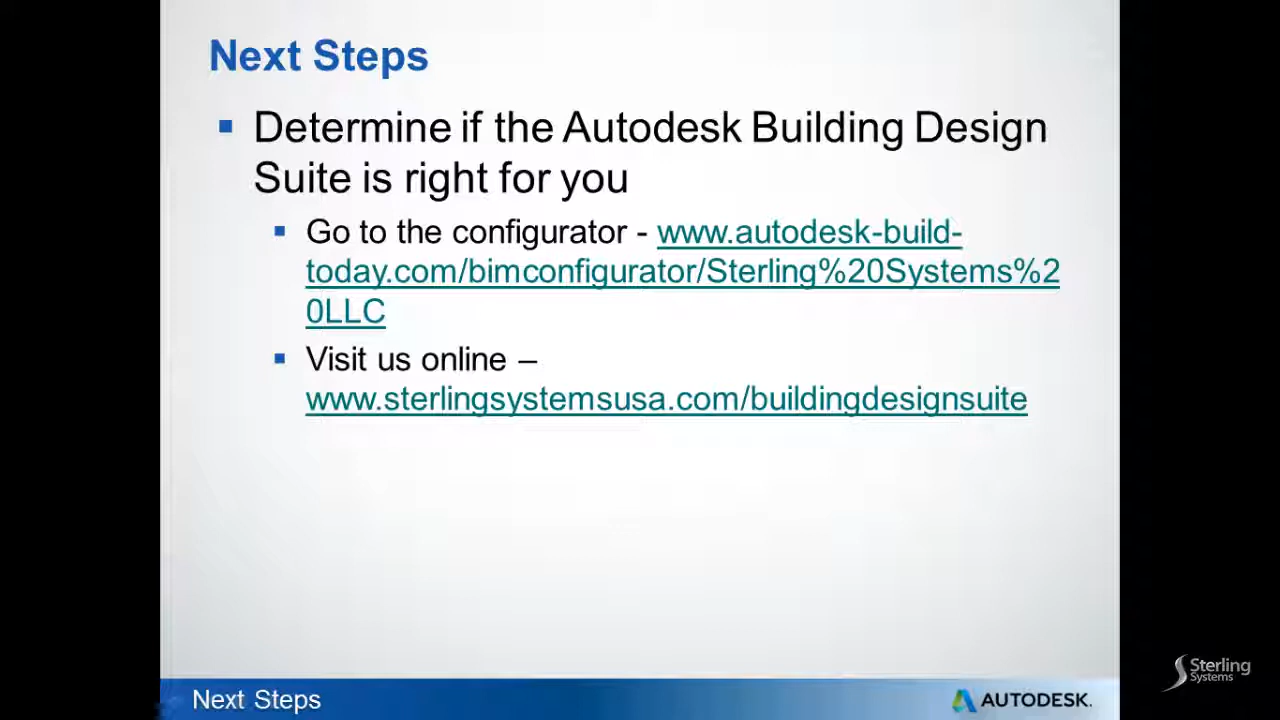 Next Steps
Determine if the Autodesk Building Design
Suite is right for you
Go to the configurator - www.autodesk-build-
today.com/bimconfigurator/Sterling%20Systems%2
0LLC
Visit us online –
www.sterlingsystemsusa.com/buildingdesignsuite
Sterling
Systems
Next Steps
AUTODESK.